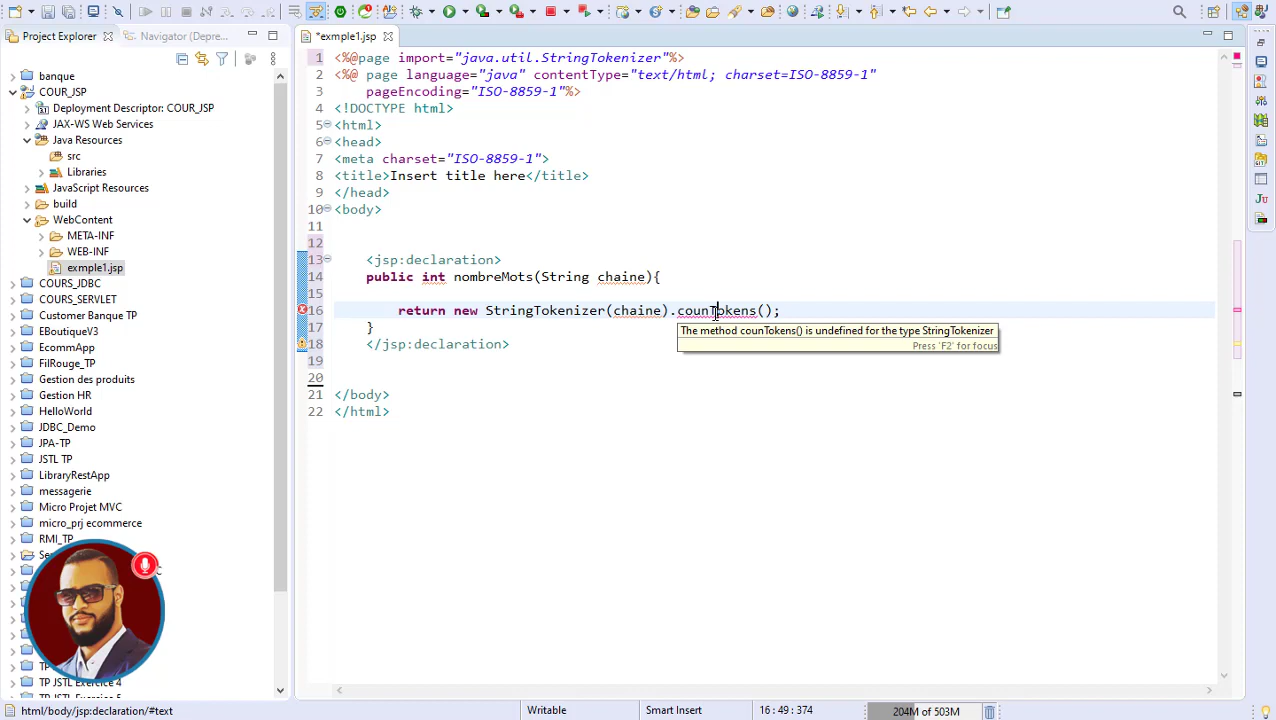 Project Explorer
Navigator (Depre...
*exmple1.jsp
banque
COUR_JSP
Deployment Descriptor: COUR_JSP
JAX-WS Web Services
Java Resources
src
Libraries
JavaScript Resources
build
WebContent
META-INF
WEB-INF
exmple1.jsp
COURS_JDBC
COURS_SERVLET
Customer Banque TP
EBoutiqueV3
EcommApp
FilRouge_TP
Gestion des produits
Gestion HR
HelloWorld
JDBC_Demo
JPA-TP
JSTL TP
LibraryRestApp
messagerie
Micro Projet MVC
micro_prj ecommerce
RMI_TP
TP JSTL Exercice 4
1 <%@page import="java.util.StringTokenizer"%>
2 <%@ page language="java" contentType="text/html; charset=ISO-8859-1"
3 pageEncoding="ISO-8859-1"%>
4 <!DOCTYPE html>
5 <html>
6 <head>
7 <meta charset="ISO-8859-1">
8 <title>Insert title here</title>
9 </head>
10 <body>
11
12
13 <jsp:declaration>
14 public int nombreMots(String chaine){
15
16 return new StringTokenizer(chaine).counTokens();
17 }
18 </jsp:declaration>
19
20
21 </body>
22 </html>
The method counTokens() is undefined for the type StringTokenizer
Press 'F2' for focus
html/body/jsp:declaration/#text
Writable
Smart Insert
16 : 49 : 374
204M of 503M